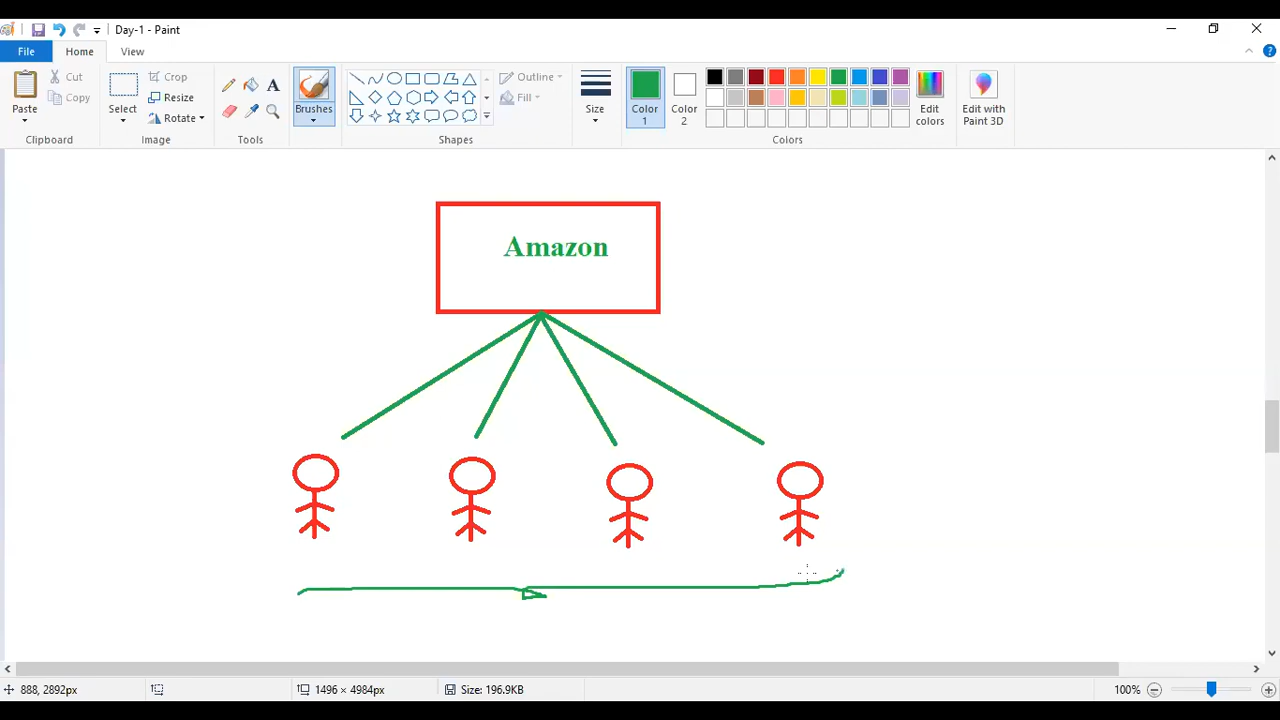 Day-1 - Paint
File
Home
View
Paste
Cut
Copy
Clipboard
Select
Crop
Resize
Rotate
Image
A
Tools
Brushes
Outline
Fill
Shapes
Size
Color 1
Color 2
Edit colors
Colors
Edit with Paint 3D
Amazon
888, 2892px
1496 × 4984px
Size: 196.9KB
100%